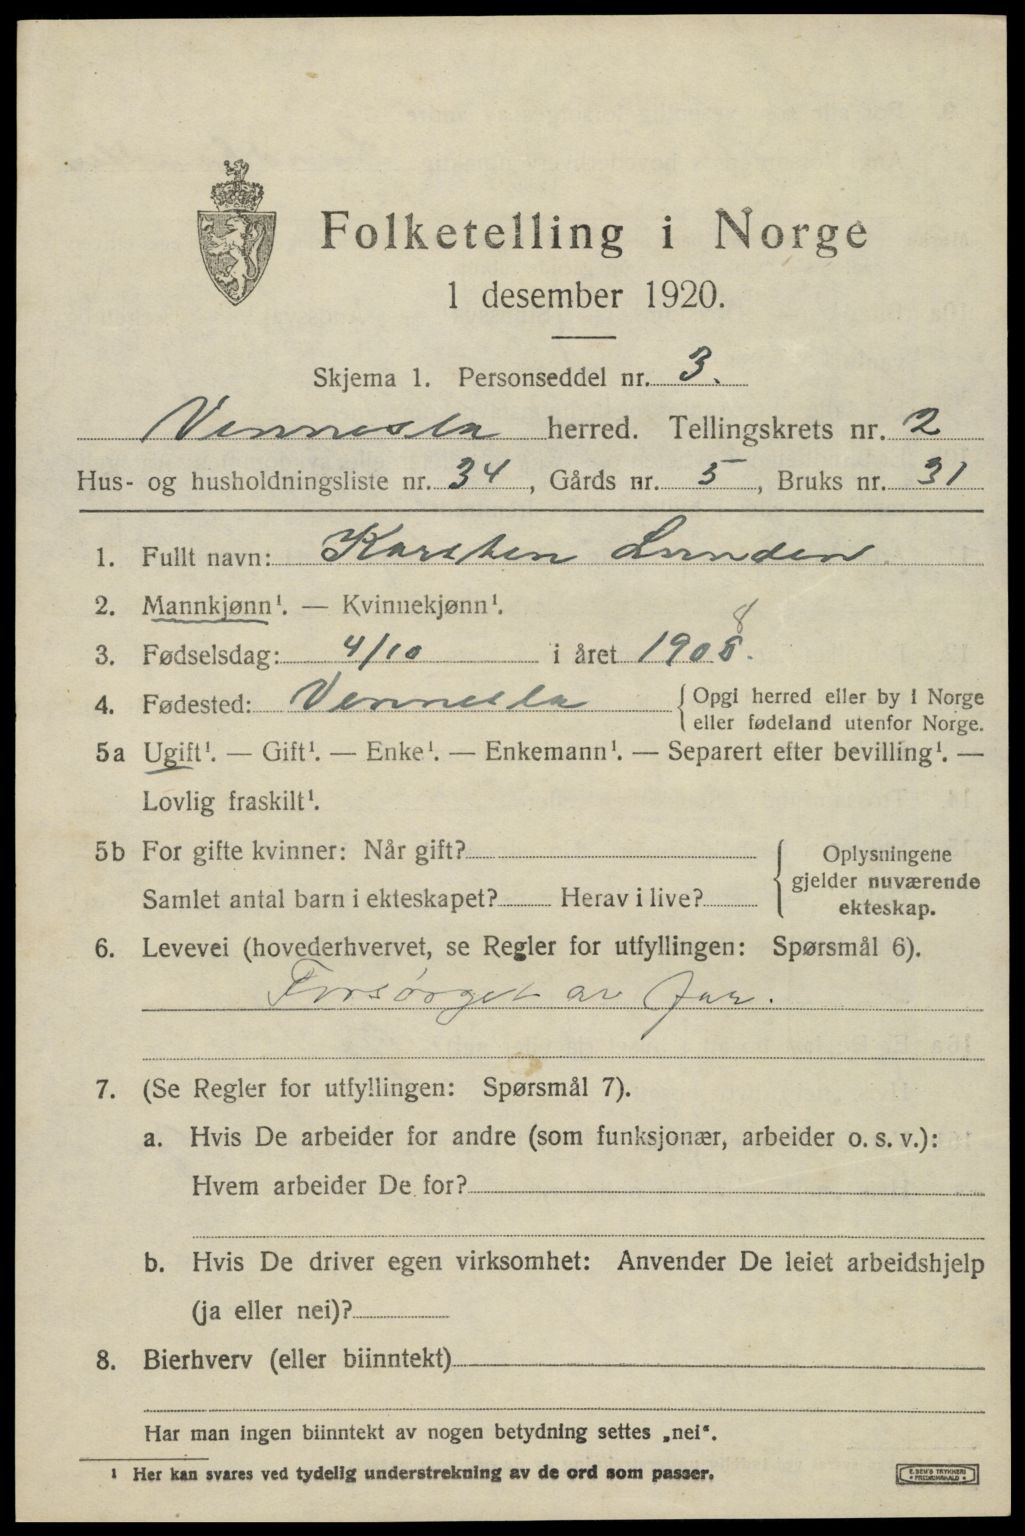 Folketelling i Norge
1 desember 1920.
Skjema 1. Personseddel nr. 3.
Vennesla herred. Tellingskrets nr. 2
Hus- og husholdningsliste nr. 34, Gårds nr. 5, Bruks nr. 31
1. Fullt navn: Karsten Lunden
2. Mannkjønn¹. — Kvinnekjønn¹.
8
3. Fødselsdag: 4/10 i året 1908.
4. Fødested: Vennesla { Opgi herred eller by i Norge
eller fødeland utenfor Norge.
5a Ugift¹. — Gift¹. — Enke¹. — Enkemann¹. — Separert efter bevilling¹. —
Lovlig fraskilt¹.
5b For gifte kvinner: Når gift? { Oplysningene
gjelder nuværende
Samlet antal barn i ekteskapet? Herav i live?
ekteskap.
6. Levevei (hovederhvervet, se Regler for utfyllingen: Spørsmål 6).
Forsørget av far.
7. (Se Regler for utfyllingen: Spørsmål 7).
a. Hvis De arbeider for andre (som funksjonær, arbeider o. s. v.):
Hvem arbeider De for?
b. Hvis De driver egen virksomhet: Anvender De leiet arbeidshjelp
(ja eller nei)?
8. Bierhverv (eller biinntekt)
Har man ingen biinntekt av nogen betydning settes „nei“.
¹ Her kan svares ved tydelig understrekning av de ord som passer.
E. SEM'S TRYKKERI
FREDRIKSHALD